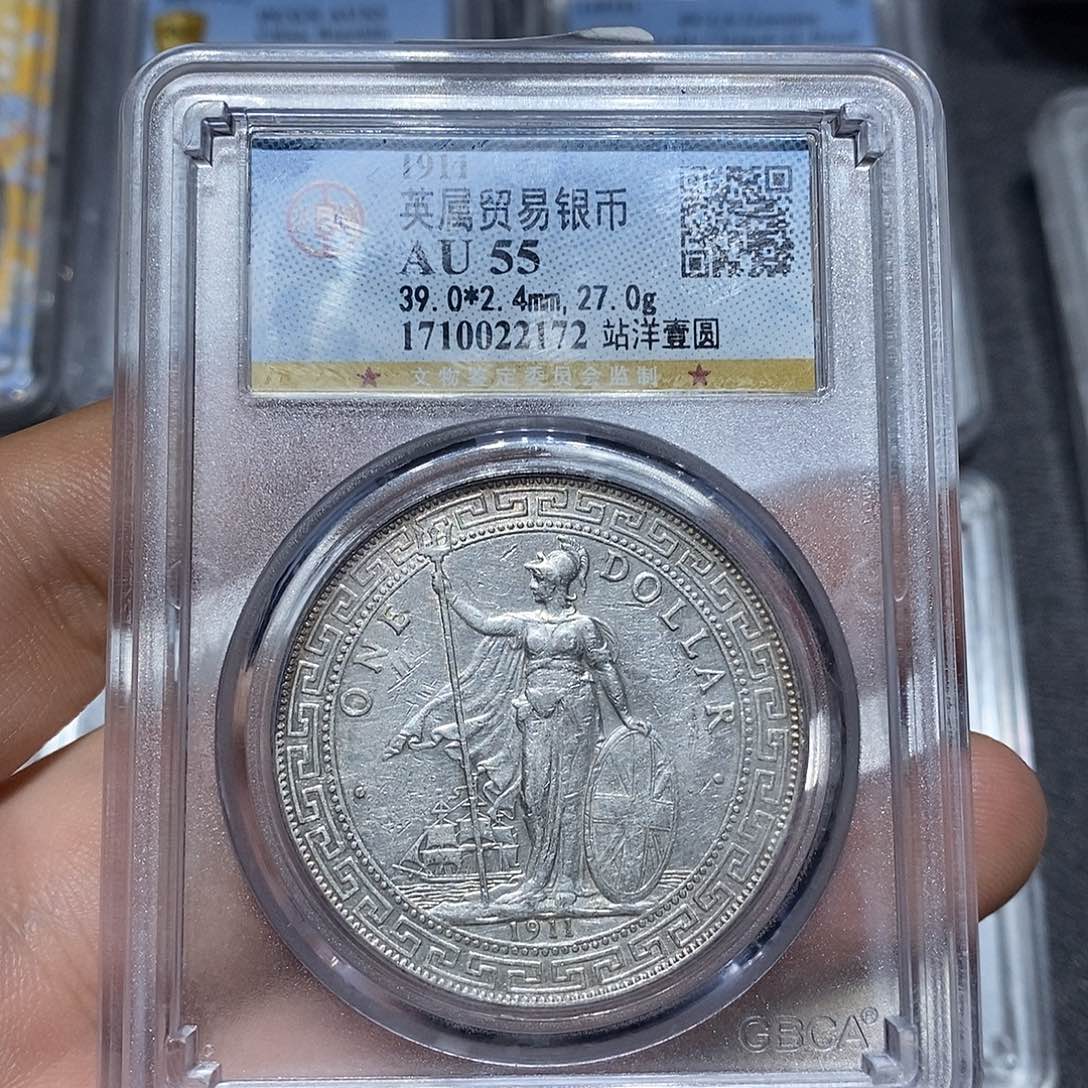 1911
英属贸易银币
AU 55
39.0*2.4mm, 27.0g
1710022172 站洋壹圆
★ 文物鉴定委员会监制 ★
ONE DOLLAR
1911
GBCA®